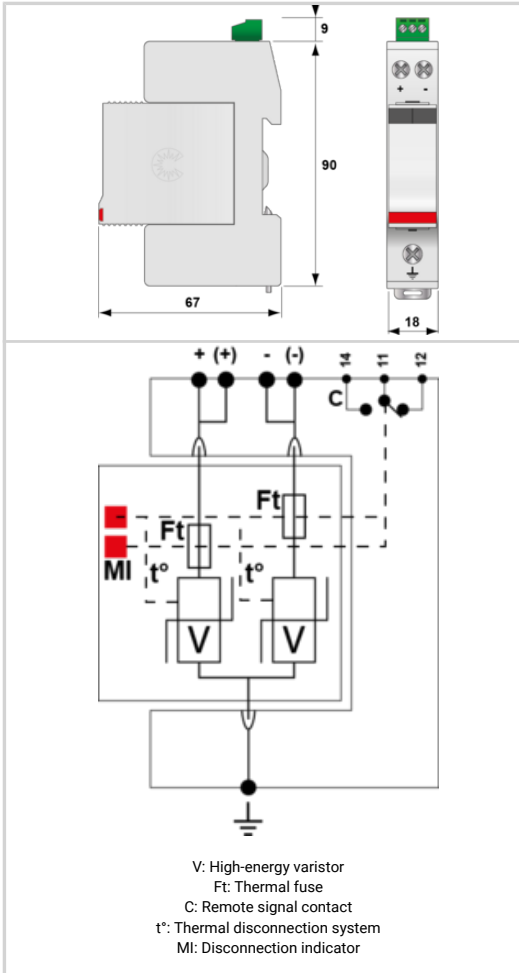 9
90
67
+ -
18
+ (+) - (-)
14 11 12
C
Ft
Ft
MI
t° t°
V V
V: High-energy varistor
Ft: Thermal fuse
C: Remote signal contact
t°: Thermal disconnection system
MI: Disconnection indicator